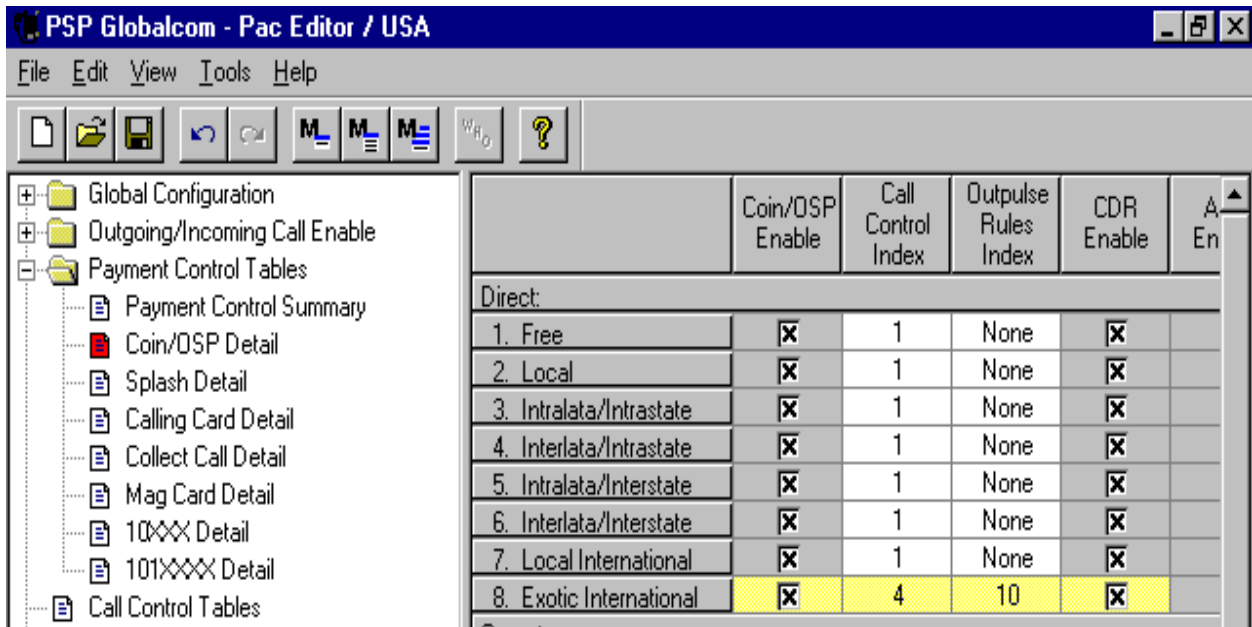 PSP Globalcom - Pac Editor / USA
File Edit View Tools Help
M M M WHO ?
Global Configuration
Outgoing/Incoming Call Enable
Payment Control Tables
Payment Control Summary
Coin/OSP Detail
Splash Detail
Calling Card Detail
Collect Call Detail
Mag Card Detail
10XXX Detail
101XXXX Detail
Call Control Tables
Coin/OSP Enable Call Control Index Outpulse Rules Index CDR Enable
Direct:
1. Free 1 None
2. Local 1 None
3. Intralata/Intrastate 1 None
4. Interlata/Intrastate 1 None
5. Intralata/Interstate 1 None
6. Interlata/Interstate 1 None
7. Local International 1 None
8. Exotic International 4 10